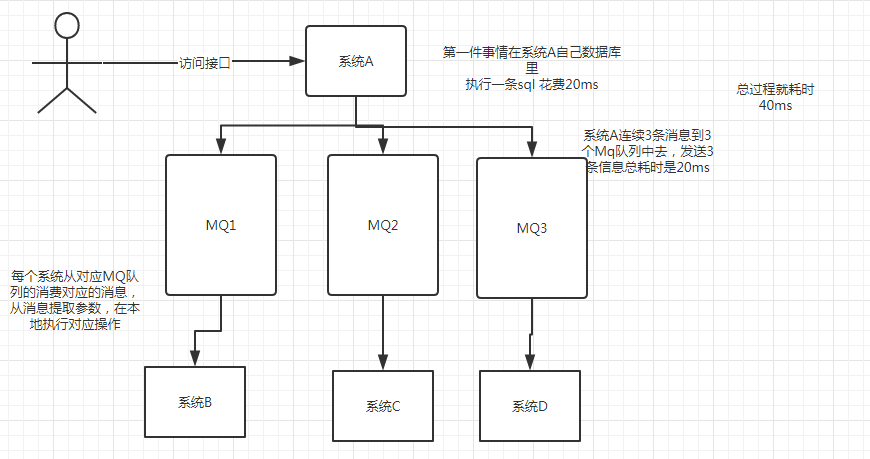 访问接口
系统A
第一件事情在系统A自己数据库
里
执行一条sql 花费20ms
总过程就耗时
40ms
系统A连续3条消息到3
个Mq队列中去，发送3
条信息总耗时是20ms
MQ1
MQ2
MQ3
每个系统从对应MQ队
列的消费对应的消息，
从消息提取参数，在本
地执行对应操作
系统B
系统C
系统D